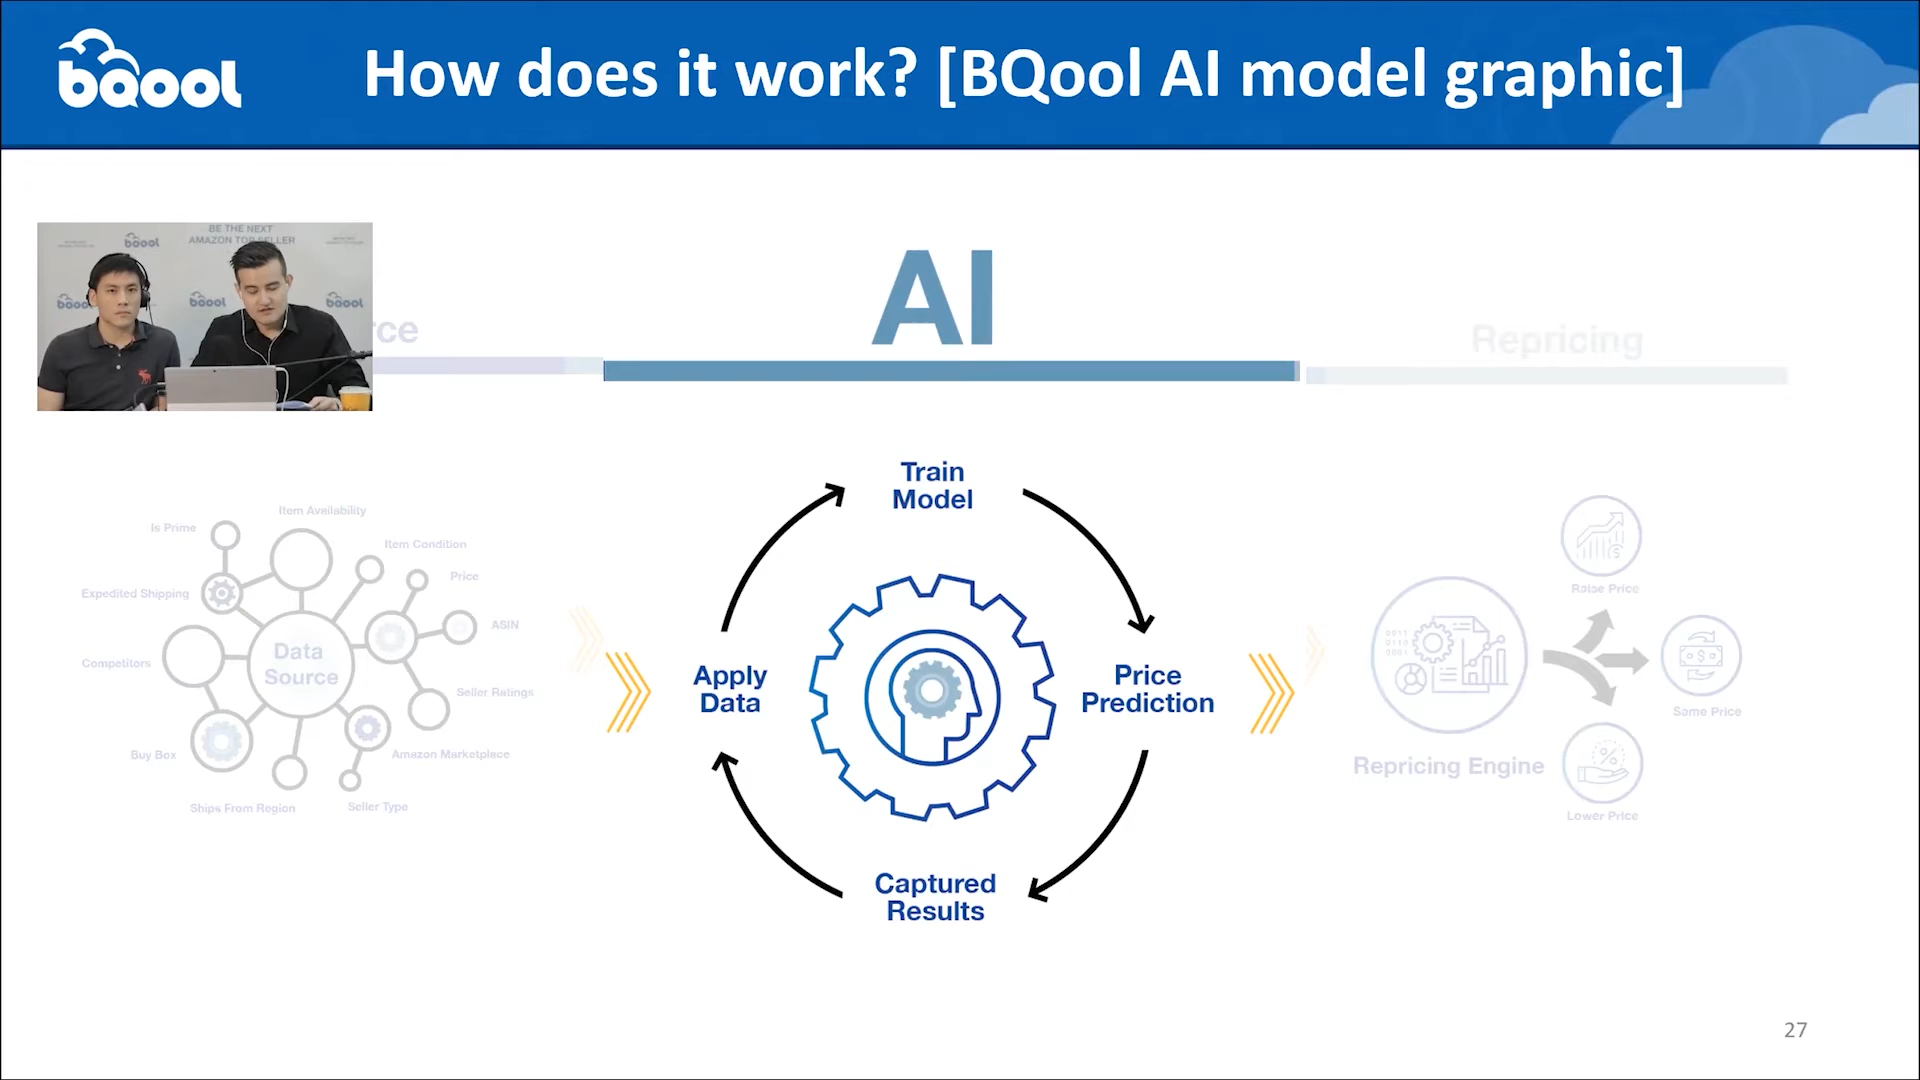 bqool
How does it work? [BQool AI model graphic]
BE THE NEXT
AMAZON TOP SELLER
bqool
bqool
bqool
rce
AI
Repricing
Is Prime
Item Availability
Item Condition
Price
Expedited Shipping
ASIN
Competitors
Data
Source
Seller Ratings
Buy Box
Amazon Marketplace
Ships From Region
Seller Type
Train
Model
Apply
Data
Price
Prediction
Captured
Results
Raise Price
Same Price
Repricing Engine
Lower Price
27